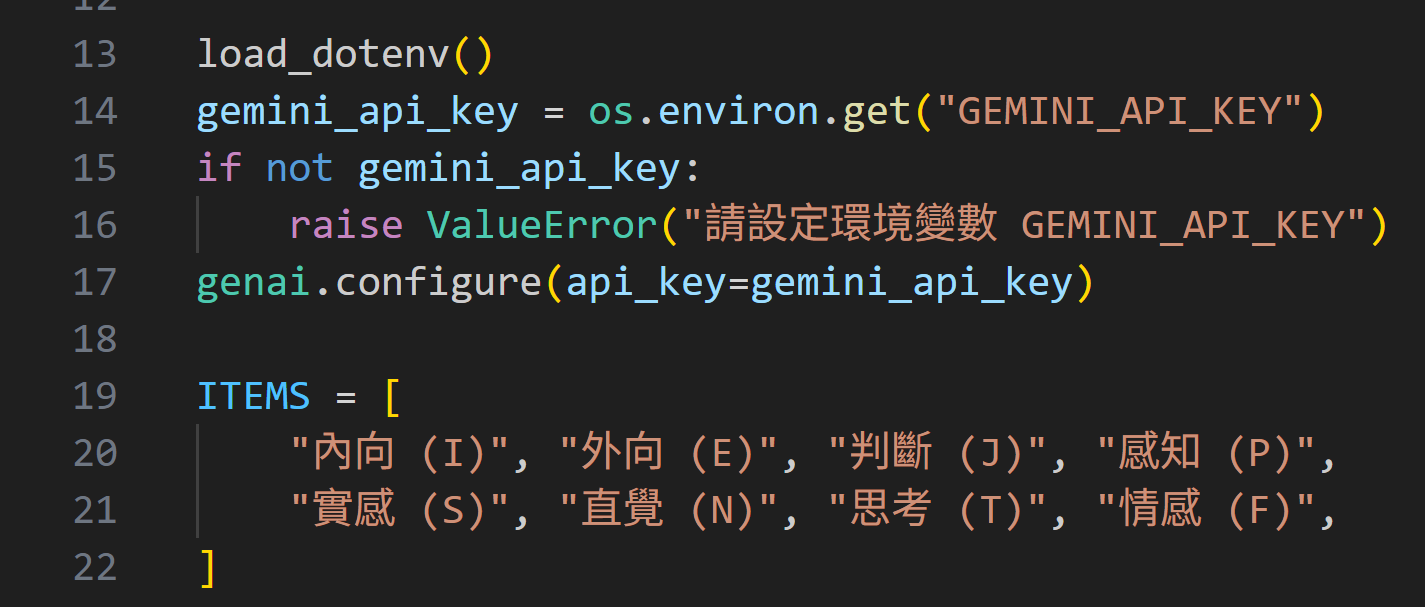 12
13 load_dotenv()
14 gemini_api_key = os.environ.get("GEMINI_API_KEY")
15 if not gemini_api_key:
16     raise ValueError("請設定環境變數 GEMINI_API_KEY")
17 genai.configure(api_key=gemini_api_key)
18
19 ITEMS = [
20     "內向 (I)", "外向 (E)", "判斷 (J)", "感知 (P)",
21     "實感 (S)", "直覺 (N)", "思考 (T)", "情感 (F)",
22 ]